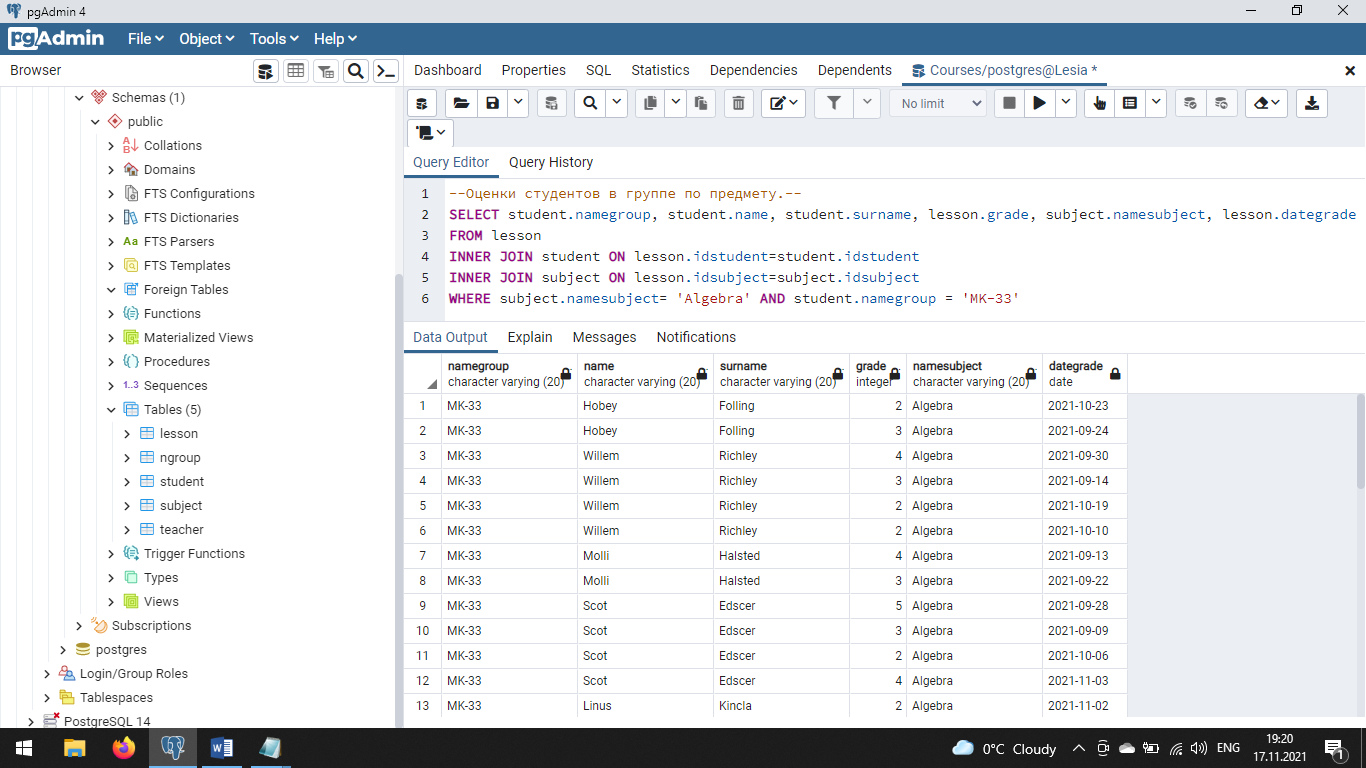 pgAdmin 4
pgAdmin File Object Tools Help
Browser
Dashboard Properties SQL Statistics Dependencies Dependents Courses/postgres@Lesia *
No limit
Schemas (1)
public
Collations
Domains
FTS Configurations
FTS Dictionaries
Aa FTS Parsers
FTS Templates
Foreign Tables
Functions
Materialized Views
Procedures
1..3 Sequences
Tables (5)
lesson
ngroup
student
subject
teacher
Trigger Functions
Types
Views
Subscriptions
postgres
Login/Group Roles
Tablespaces
PostgreSQL 14
Query Editor Query History
1 --Оценки студентов в группе по предмету.--
2 SELECT student.namegroup, student.name, student.surname, lesson.grade, subject.namesubject, lesson.dategrade
3 FROM lesson
4 INNER JOIN student ON lesson.idstudent=student.idstudent
5 INNER JOIN subject ON lesson.idsubject=subject.idsubject
6 WHERE subject.namesubject= 'Algebra' AND student.namegroup = 'MK-33'
Data Output Explain Messages Notifications
namegroup name surname grade namesubject dategrade
character varying (20) character varying (20) character varying (20) integer character varying (20) date
1 MK-33 Hobey Folling 2 Algebra 2021-10-23
2 MK-33 Hobey Folling 3 Algebra 2021-09-24
3 MK-33 Willem Richley 4 Algebra 2021-09-30
4 MK-33 Willem Richley 3 Algebra 2021-09-14
5 MK-33 Willem Richley 2 Algebra 2021-10-19
6 MK-33 Willem Richley 2 Algebra 2021-10-10
7 MK-33 Molli Halsted 4 Algebra 2021-09-13
8 MK-33 Molli Halsted 3 Algebra 2021-09-22
9 MK-33 Scot Edscer 5 Algebra 2021-09-28
10 MK-33 Scot Edscer 3 Algebra 2021-09-09
11 MK-33 Scot Edscer 2 Algebra 2021-10-06
12 MK-33 Scot Edscer 4 Algebra 2021-11-03
13 MK-33 Linus Kincla 2 Algebra 2021-11-02
0°C Cloudy ENG
19:20
17.11.2021
1